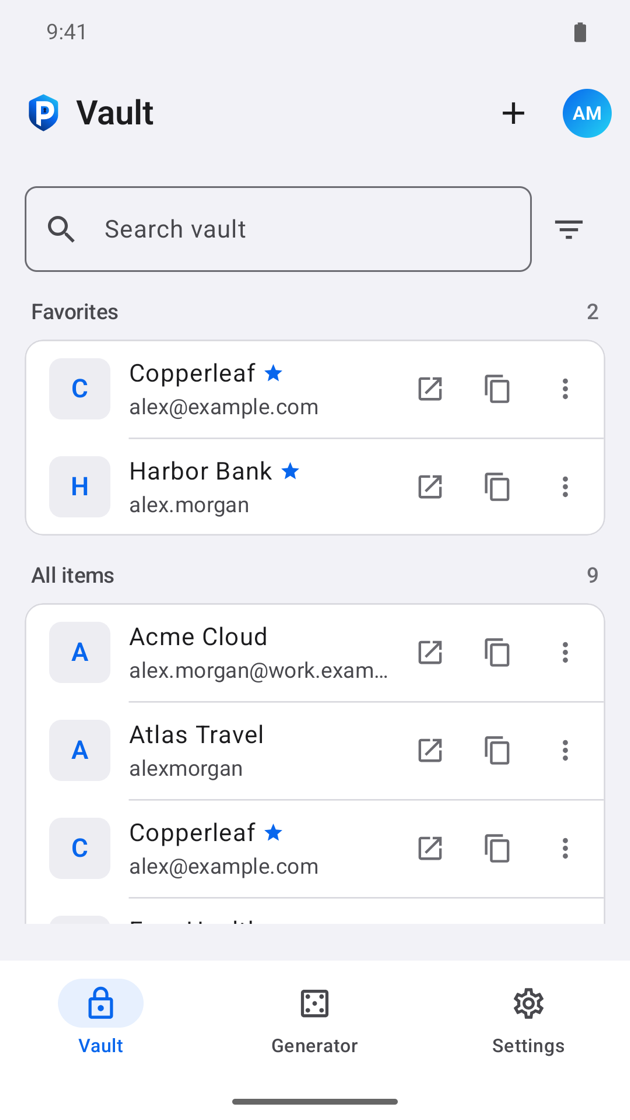 9:41
P Vault
AM
Search vault
Favorites 2
C
Copperleaf
alex@example.com
H
Harbor Bank
alex.morgan
All items 9
A
Acme Cloud
alex.morgan@work.exam...
A
Atlas Travel
alexmorgan
C
Copperleaf
alex@example.com
Vault Generator Settings